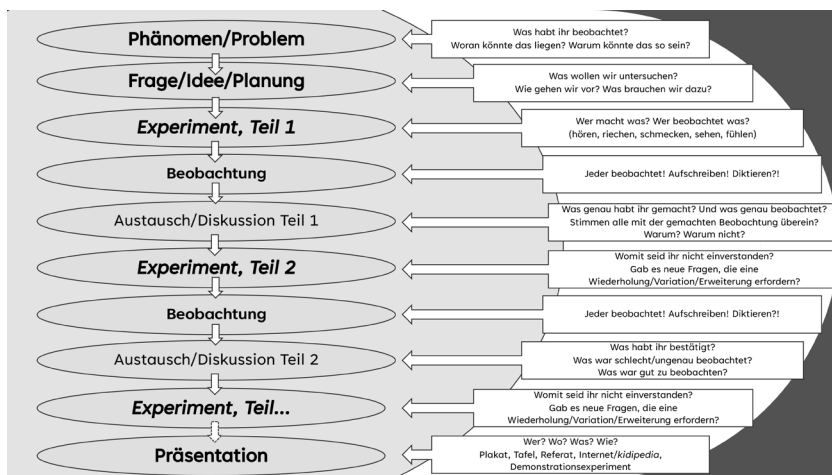 Phänomen/Problem
Was habt ihr beobachtet?
Woran könnte das liegen? Warum könnte das so sein?
Frage/Idee/Planung
Was wollen wir untersuchen?
Wie gehen wir vor? Was brauchen wir dazu?
Experiment, Teil 1
Wer macht was? Wer beobachtet was?
(hören, riechen, schmecken, sehen, fühlen)
Beobachtung
Jeder beobachtet! Aufschreiben! Diktieren?!
Austausch/Diskussion Teil 1
Was genau habt ihr gemacht? Und was genau beobachtet?
Stimmen alle mit der gemachten Beobachtung überein?
Warum? Warum nicht?
Experiment, Teil 2
Womit seid ihr nicht einverstanden?
Gab es neue Fragen, die eine
Wiederholung/Variation/Erweiterung erfordern?
Beobachtung
Jeder beobachtet! Aufschreiben! Diktieren?!
Austausch/Diskussion Teil 2
Was habt ihr bestätigt?
Was war schlecht/ungenau beobachtet?
Was war gut zu beobachten?
Experiment, Teil...
Womit seid ihr nicht einverstanden?
Gab es neue Fragen, die eine
Wiederholung/Variation/Erweiterung erfordern?
Präsentation
Wer? Wo? Was? Wie?
Plakat, Tafel, Referat, Internet/kidipedia,
Demonstrationsexperiment